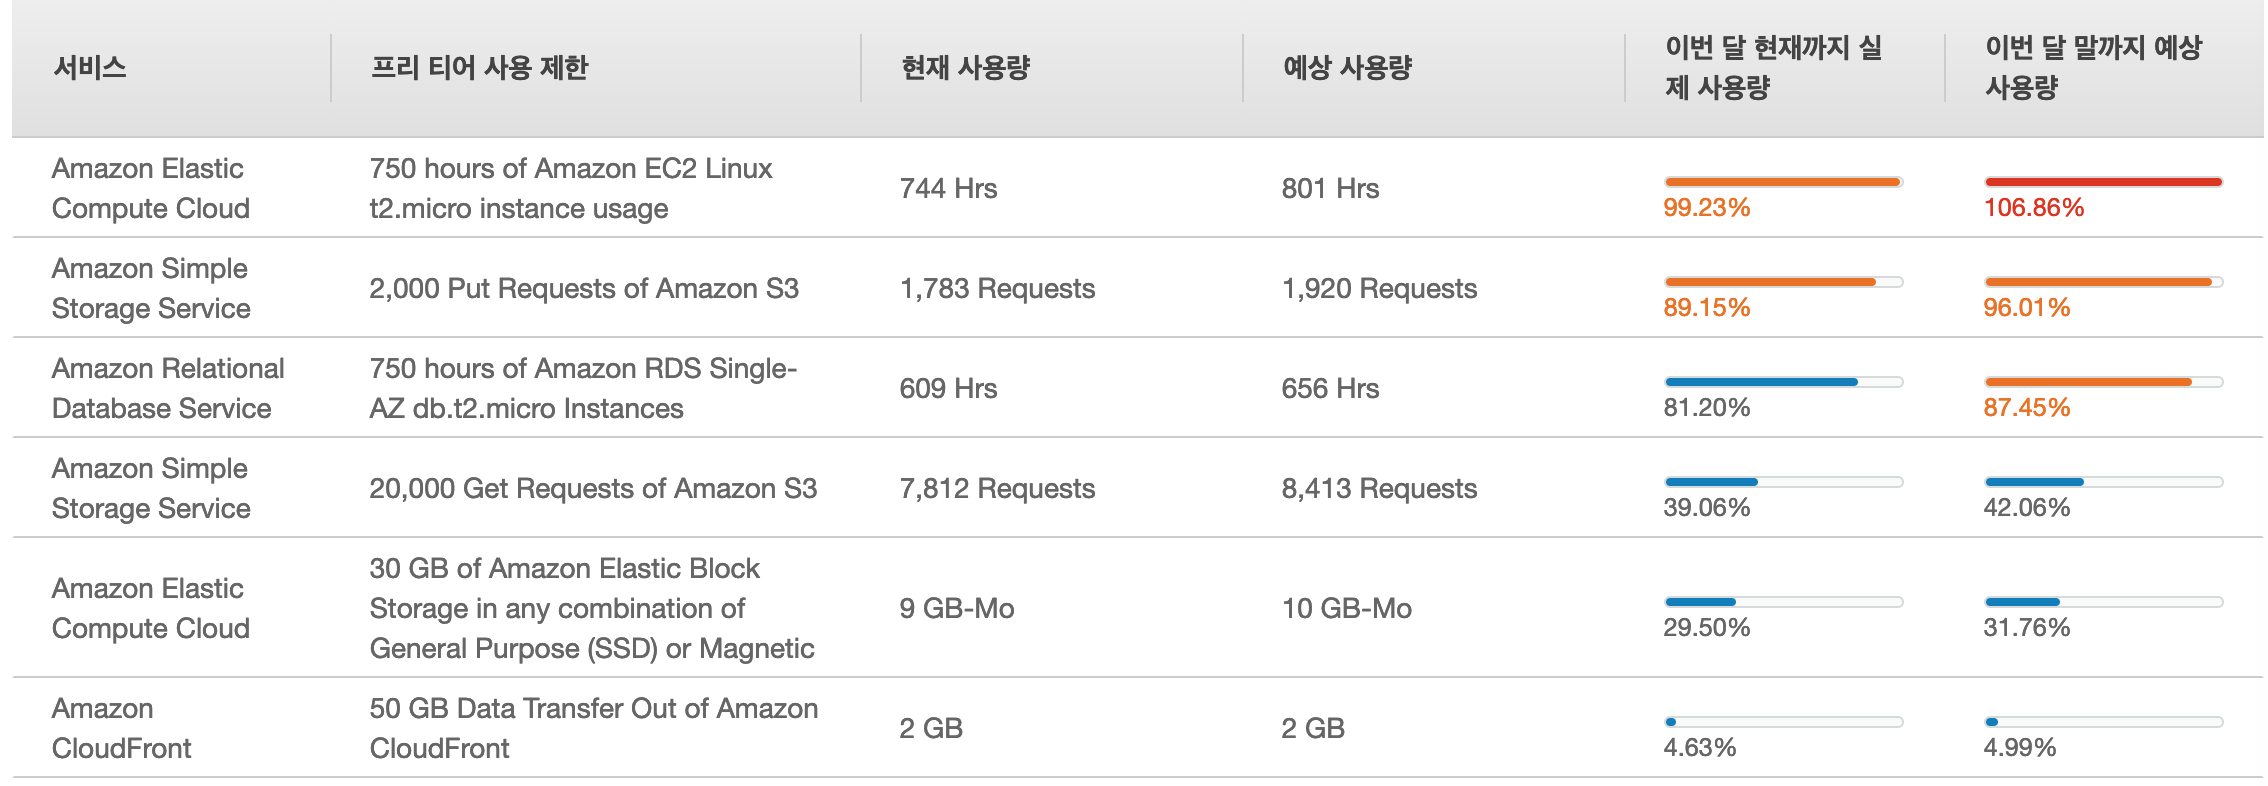 서비스
프리 티어 사용 제한
현재 사용량
예상 사용량
이번 달 현재까지 실
제 사용량
이번 달 말까지 예상
사용량
Amazon Elastic
Compute Cloud
750 hours of Amazon EC2 Linux
t2.micro instance usage
744 Hrs
801 Hrs
99.23%
106.86%
Amazon Simple
Storage Service
2,000 Put Requests of Amazon S3
1,783 Requests
1,920 Requests
89.15%
96.01%
Amazon Relational
Database Service
750 hours of Amazon RDS Single-
AZ db.t2.micro Instances
609 Hrs
656 Hrs
81.20%
87.45%
Amazon Simple
Storage Service
20,000 Get Requests of Amazon S3
7,812 Requests
8,413 Requests
39.06%
42.06%
Amazon Elastic
Compute Cloud
30 GB of Amazon Elastic Block
Storage in any combination of
General Purpose (SSD) or Magnetic
9 GB-Mo
10 GB-Mo
29.50%
31.76%
Amazon
CloudFront
50 GB Data Transfer Out of Amazon
CloudFront
2 GB
2 GB
4.63%
4.99%